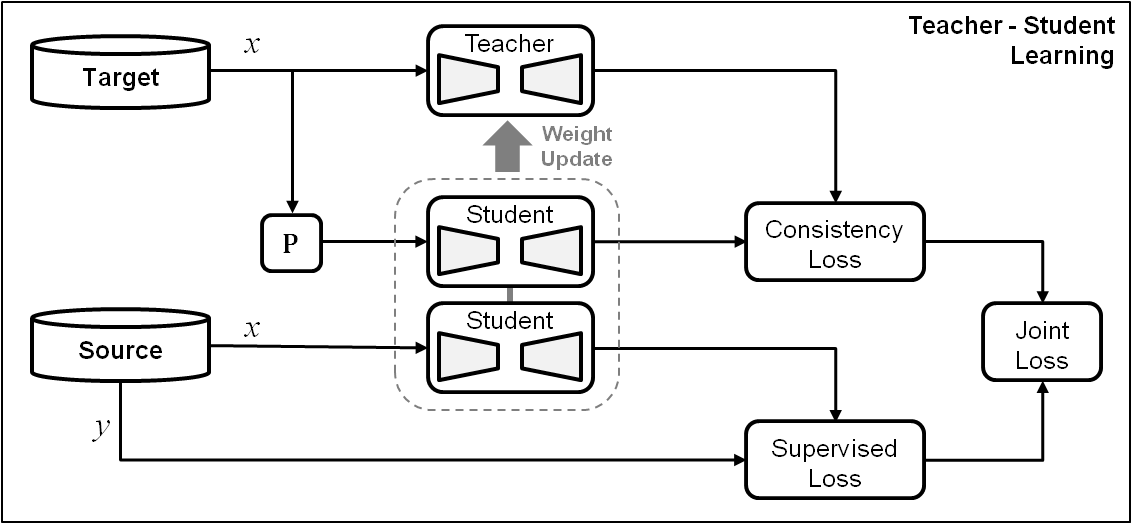 Teacher - Student
Learning
Target
x
Teacher
Weight
Update
P
Student
Consistency
Loss
Source
x
Student
Joint
Loss
y
Supervised
Loss